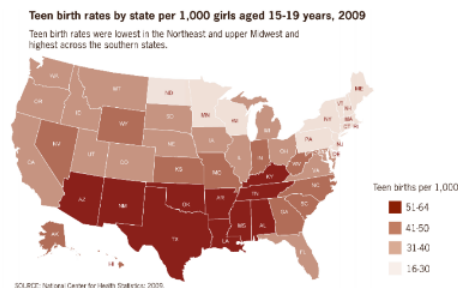 Teen birth rates by state per 1,000 girls aged 15-19 years, 2009
Teen birth rates were lowest in the Northeast and upper Midwest and
highest across the southern states.
WA
MT
ND
MN
ME
OR
ID
SD
WI
MI
VT
NH
NY
MA
CT RI
WY
NE
IA
PA
NJ
DE
NV
UT
CO
IL
IN
OH
WV
VA
CA
KS
MO
KY
NC
AZ
NM
OK
AR
TN
SC
TX
LA
MS
AL
GA
FL
AK
HI
Teen births per 1,000
51-64
41-50
31-40
16-30
SOURCE: National Center for Health Statistics; 2009.